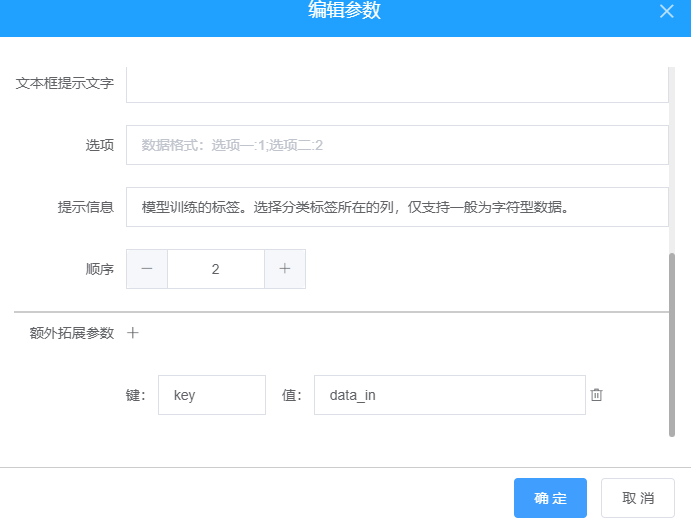 编辑参数
文本框提示文字
选项 数据格式：选项一:1;选项二:2
提示信息 模型训练的标签。选择分类标签所在的列，仅支持一般为字符型数据。
顺序 2
额外拓展参数
键： key 值： data_in
确 定 取 消